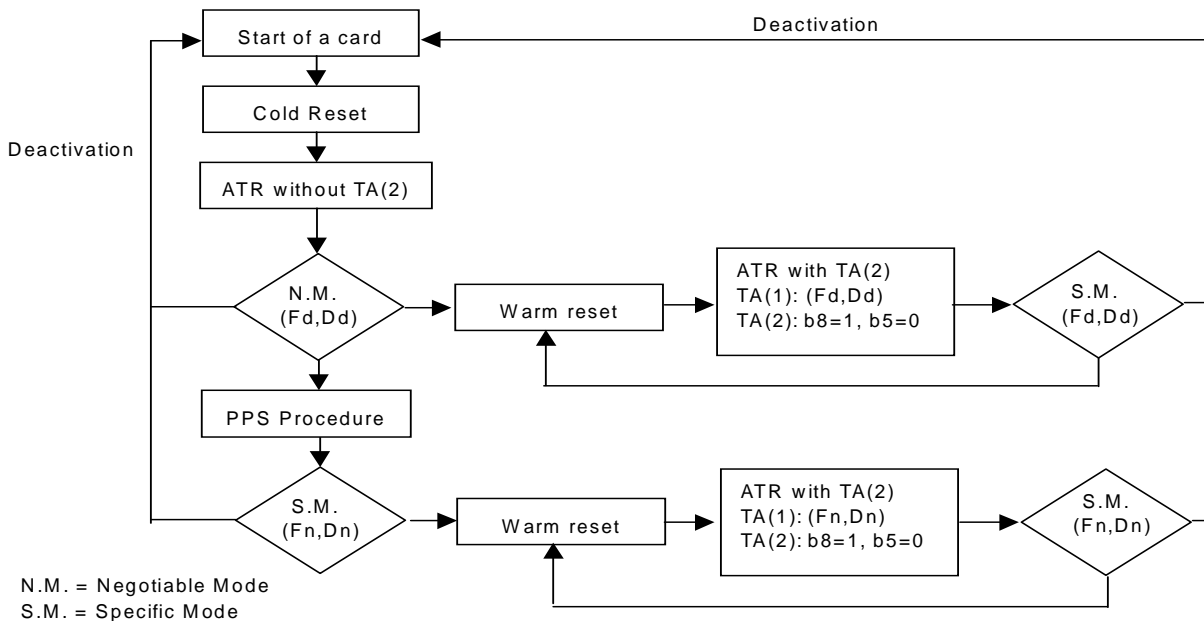 Deactivation
Start of a card
Cold Reset
Deactivation
ATR without TA(2)
N.M.
(Fd,Dd)
Warm reset
ATR with TA(2)
TA(1): (Fd,Dd)
TA(2): b8=1, b5=0
S.M.
(Fd,Dd)
PPS Procedure
S.M.
(Fn,Dn)
Warm reset
ATR with TA(2)
TA(1): (Fn,Dn)
TA(2): b8=1, b5=0
S.M.
(Fn,Dn)
N.M. = Negotiable Mode
S.M. = Specific Mode